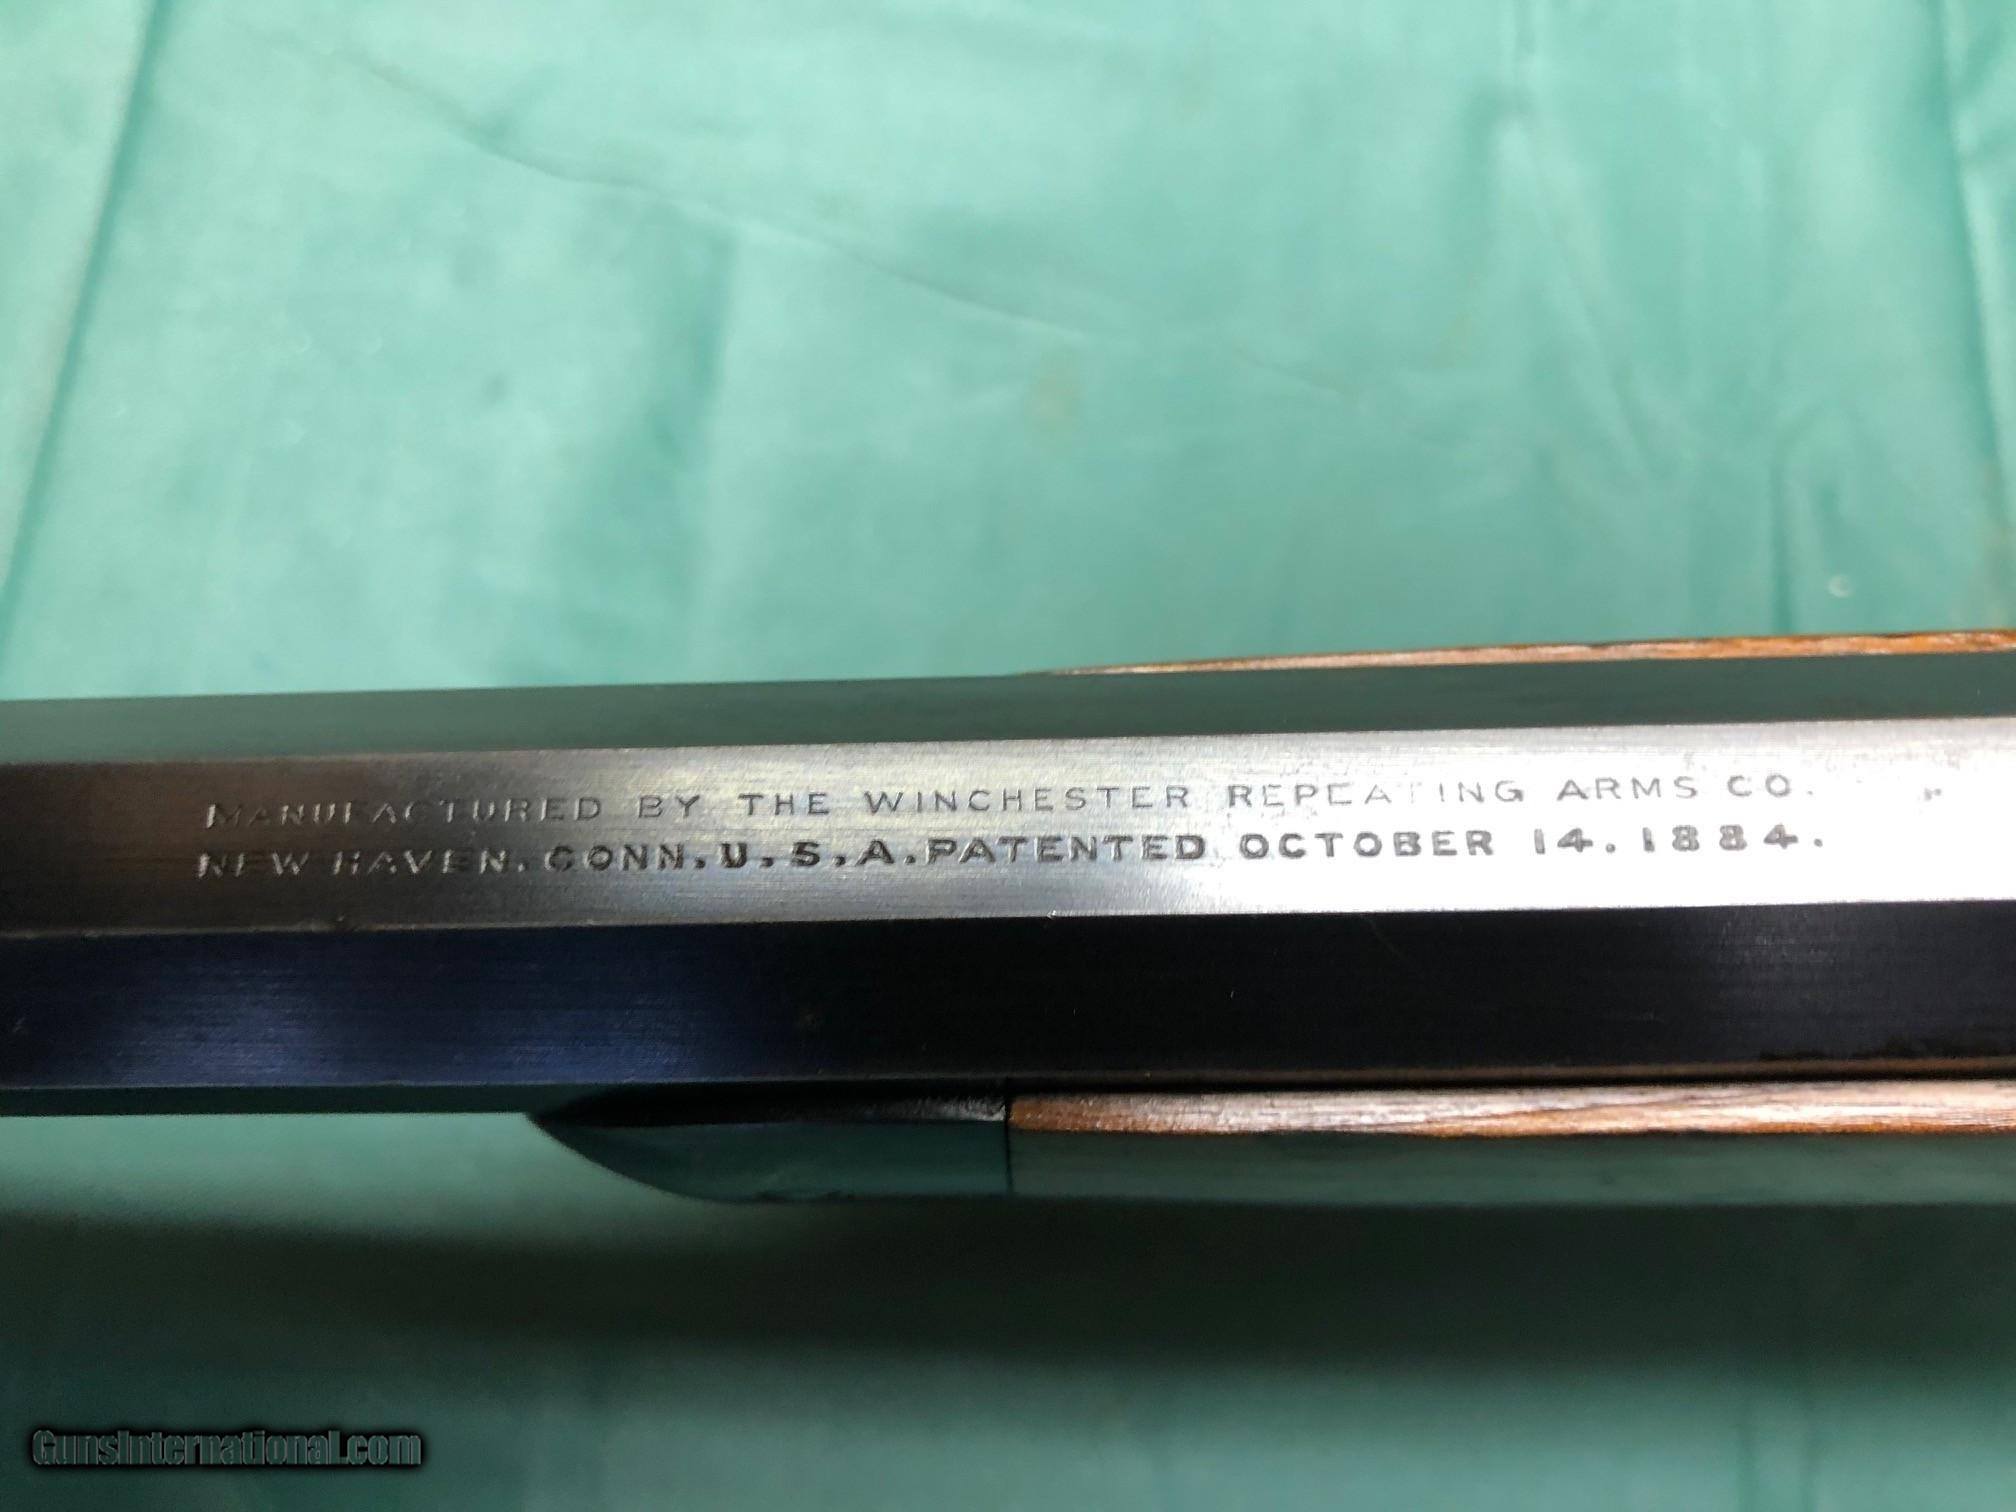 MANUFACTURED BY THE WINCHESTER REPEATING ARMS CO.
NEW HAVEN. CONN. U. S. A. PATENTED OCTOBER 14. 1884.
GunsInternational.com